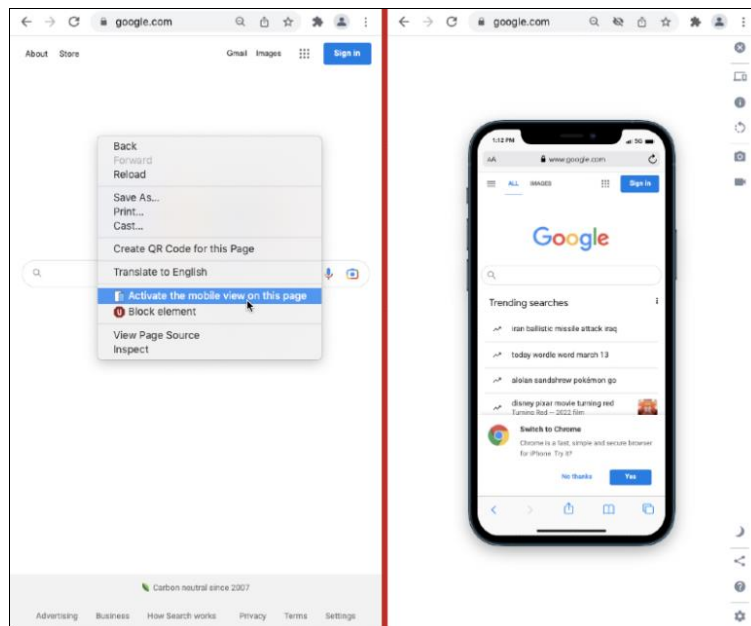 google.com
About Store
Gmail Images
Sign in
Back
Forward
Reload
Save As...
Print...
Cast...
Create QR Code for this Page
Translate to English
Activate the mobile view on this page
Block element
View Page Source
Inspect
Carbon neutral since 2007
Advertising Business How Search works Privacy Terms Settings
google.com
1:12 PM
5G
AA www.google.com
ALL IMAGES
Sign in
Google
Trending searches
iran ballistic missile attack iraq
today wordle word march 13
alolan sandshrew pokémon go
disney pixar movie turning red
Turning Red — 2022 film
Switch to Chrome
Chrome is a fast, simple and secure browser
for iPhone. Try it?
No thanks Yes